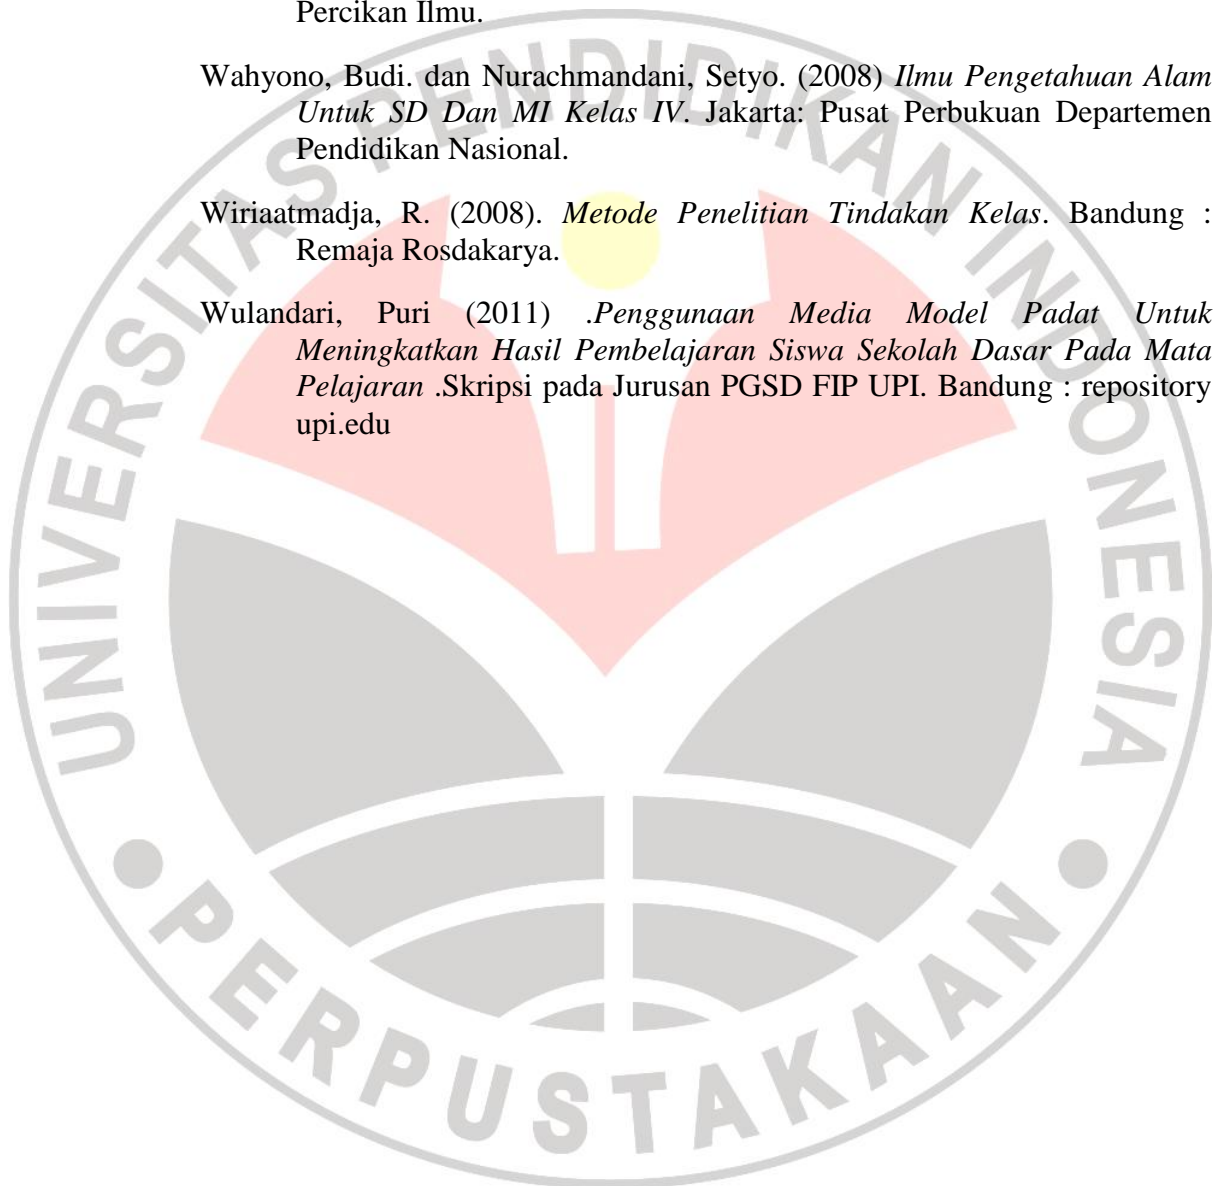 Percikan Ilmu.
Wahyono, Budi. dan Nurachmandani, Setyo. (2008) Ilmu Pengetahuan Alam
Untuk SD Dan MI Kelas IV. Jakarta: Pusat Perbukuan Departemen
Pendidikan Nasional.
Wiriaatmadja, R. (2008). Metode Penelitian Tindakan Kelas. Bandung :
Remaja Rosdakarya.
Wulandari, Puri (2011) .Penggunaan Media Model Padat Untuk
Meningkatkan Hasil Pembelajaran Siswa Sekolah Dasar Pada Mata
Pelajaran .Skripsi pada Jurusan PGSD FIP UPI. Bandung : repository
upi.edu
UNIVERSITAS PENDIDIKAN INDONESIA
PERPUSTAKAAN